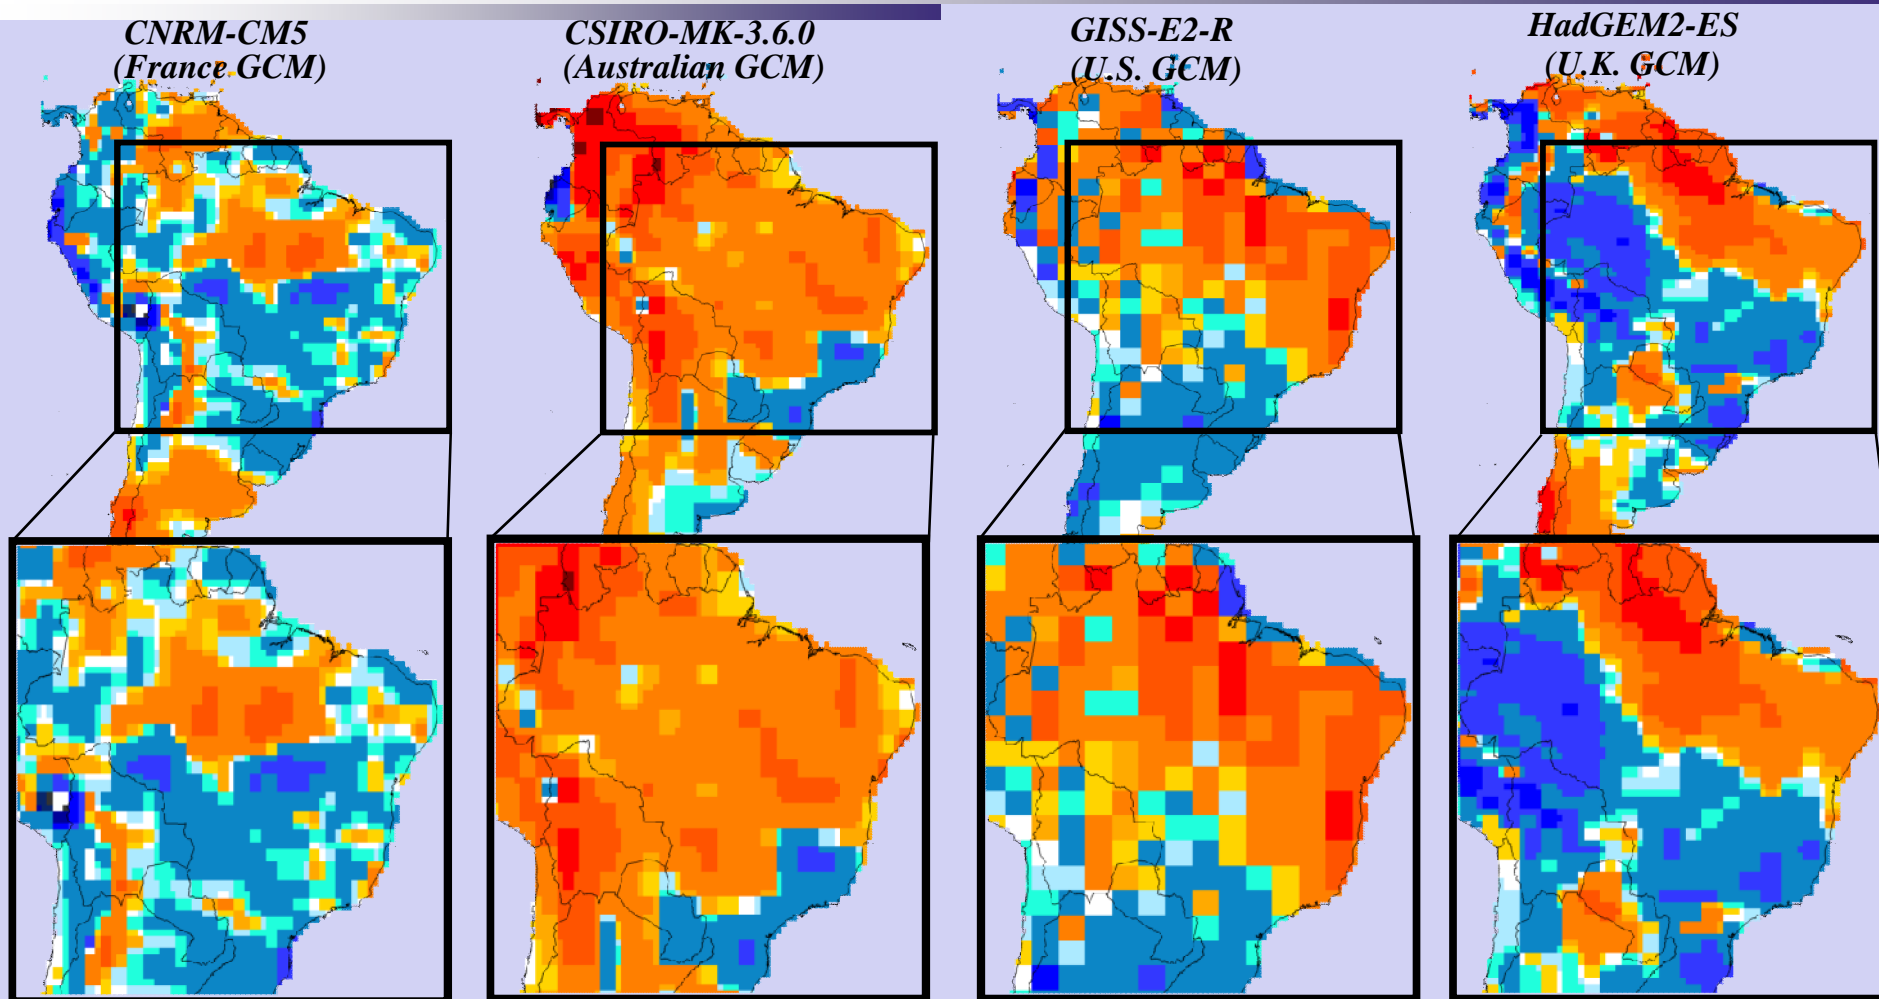 CNRM-CM5
(France GCM)
CSIRO-MK-3.6.0
(Australian GCM)
GISS-E2-R
(U.S. GCM)
HadGEM2-ES
(U.K. GCM)